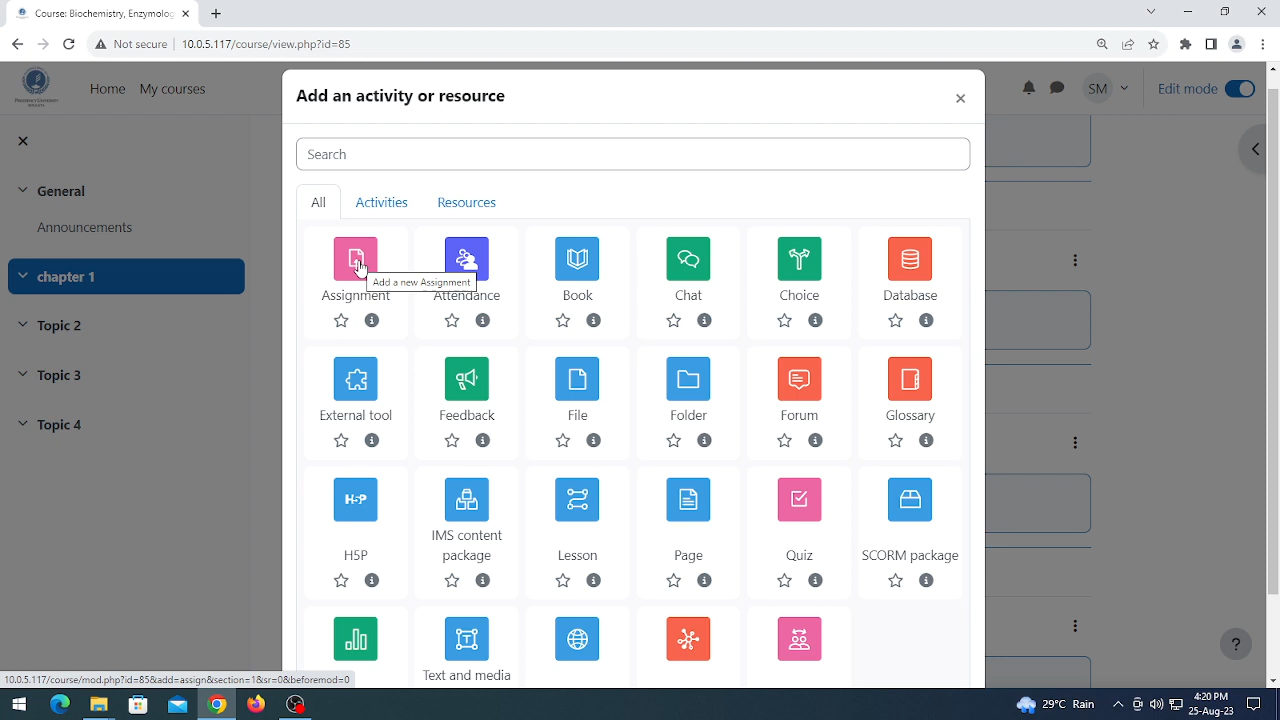 Course: Biochemistry, Enzymolog
Not secure 10.0.5.117/course/view.php?id=85
Home My courses
SM
Edit mode
Add an activity or resource
Search
All Activities Resources
General
Announcements
chapter 1
Topic 2
Topic 3
Topic 4
Assignment Attendance Book Chat Choice Database
Add a new Assignment
External tool Feedback File Folder Forum Glossary
H5P
H5P IMS content package Lesson Page Quiz SCORM package
Text and media
?
10.0.5.117/course/mod.php?id=85&add=assign&section=1&sr=0&beforemod=0
29°C Rain
4:20 PM
25-Aug-23